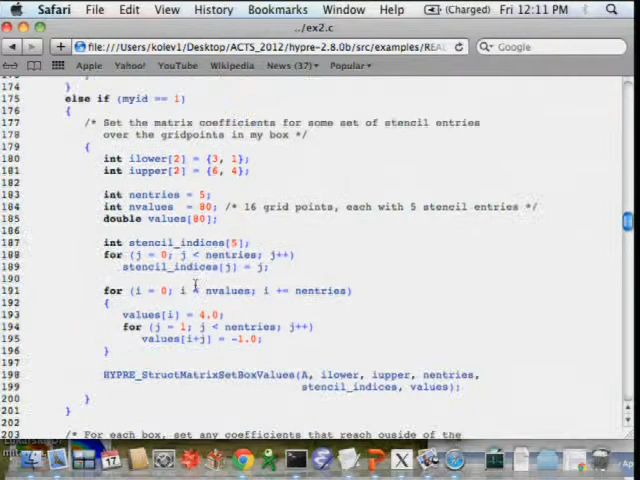 Safari File Edit View History Bookmarks Window Help (Charged) Fri 12:11 PM
../ex2.c
file:///Users/kolev1/Desktop/ACTS_2012/hypre-2.8.0b/src/examples/REA Google
Apple Yahoo! YouTube Wikipedia News (37) Popular
174 }
175 else if (myid == 1)
176 {
177 /* Set the matrix coefficients for some set of stencil entries
178 over the gridpoints in my box */
179 {
180 int ilower[2] = {3, 1};
181 int iupper[2] = {6, 4};
182
183 int nentries = 5;
184 int nvalues = 80; /* 16 grid points, each with 5 stencil entries */
185 double values[80];
186
187 int stencil_indices[5];
188 for (j = 0; j < nentries; j++)
189 stencil_indices[j] = j;
190
191 for (i = 0; i < nvalues; i += nentries)
192 {
193 values[i] = 4.0;
194 for (j = 1; j < nentries; j++)
195 values[i+j] = -1.0;
196 }
197
198 HYPRE_StructMatrixSetBoxValues(A, ilower, iupper, nentries,
199 stencil_indices, values);
200 }
201 }
202
203 /* For each box, set any coefficients that reach ouside of the
17